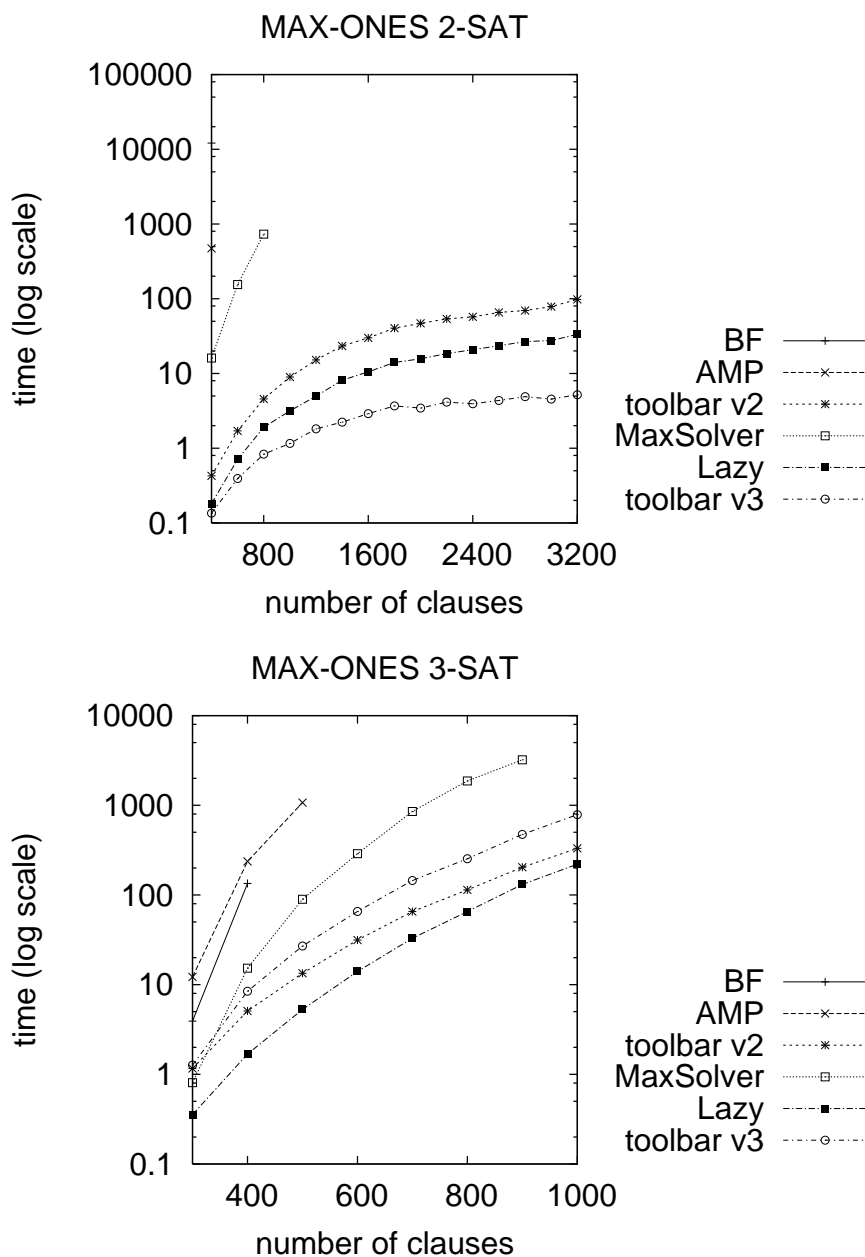 MAX-ONES 2-SAT
100000
10000
1000
100
10
1
0.1
time (log scale)
800 1600 2400 3200
number of clauses
BF
AMP
toolbar v2
MaxSolver
Lazy
toolbar v3
MAX-ONES 3-SAT
10000
1000
100
10
1
0.1
time (log scale)
400 600 800 1000
number of clauses
BF
AMP
toolbar v2
MaxSolver
Lazy
toolbar v3